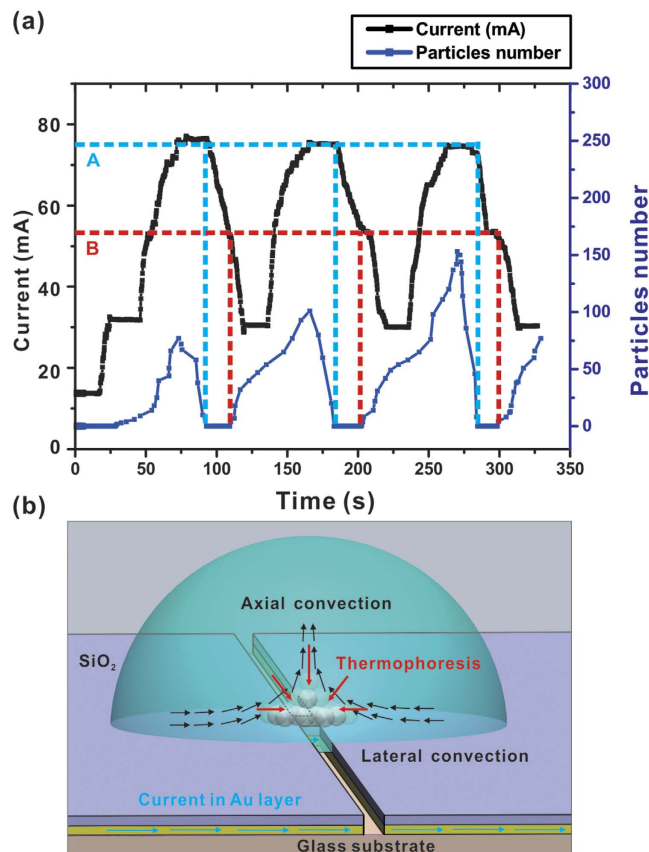 (a)
Current (mA)
Particles number
Current (mA)
80
60
40
20
0
A
B
300
250
200
150
100
50
0
Particles number
0 50 100 150 200 250 300 350
Time (s)
(b)
Axial convection
SiO₂
Thermophoresis
Lateral convection
Current in Au layer
Glass substrate